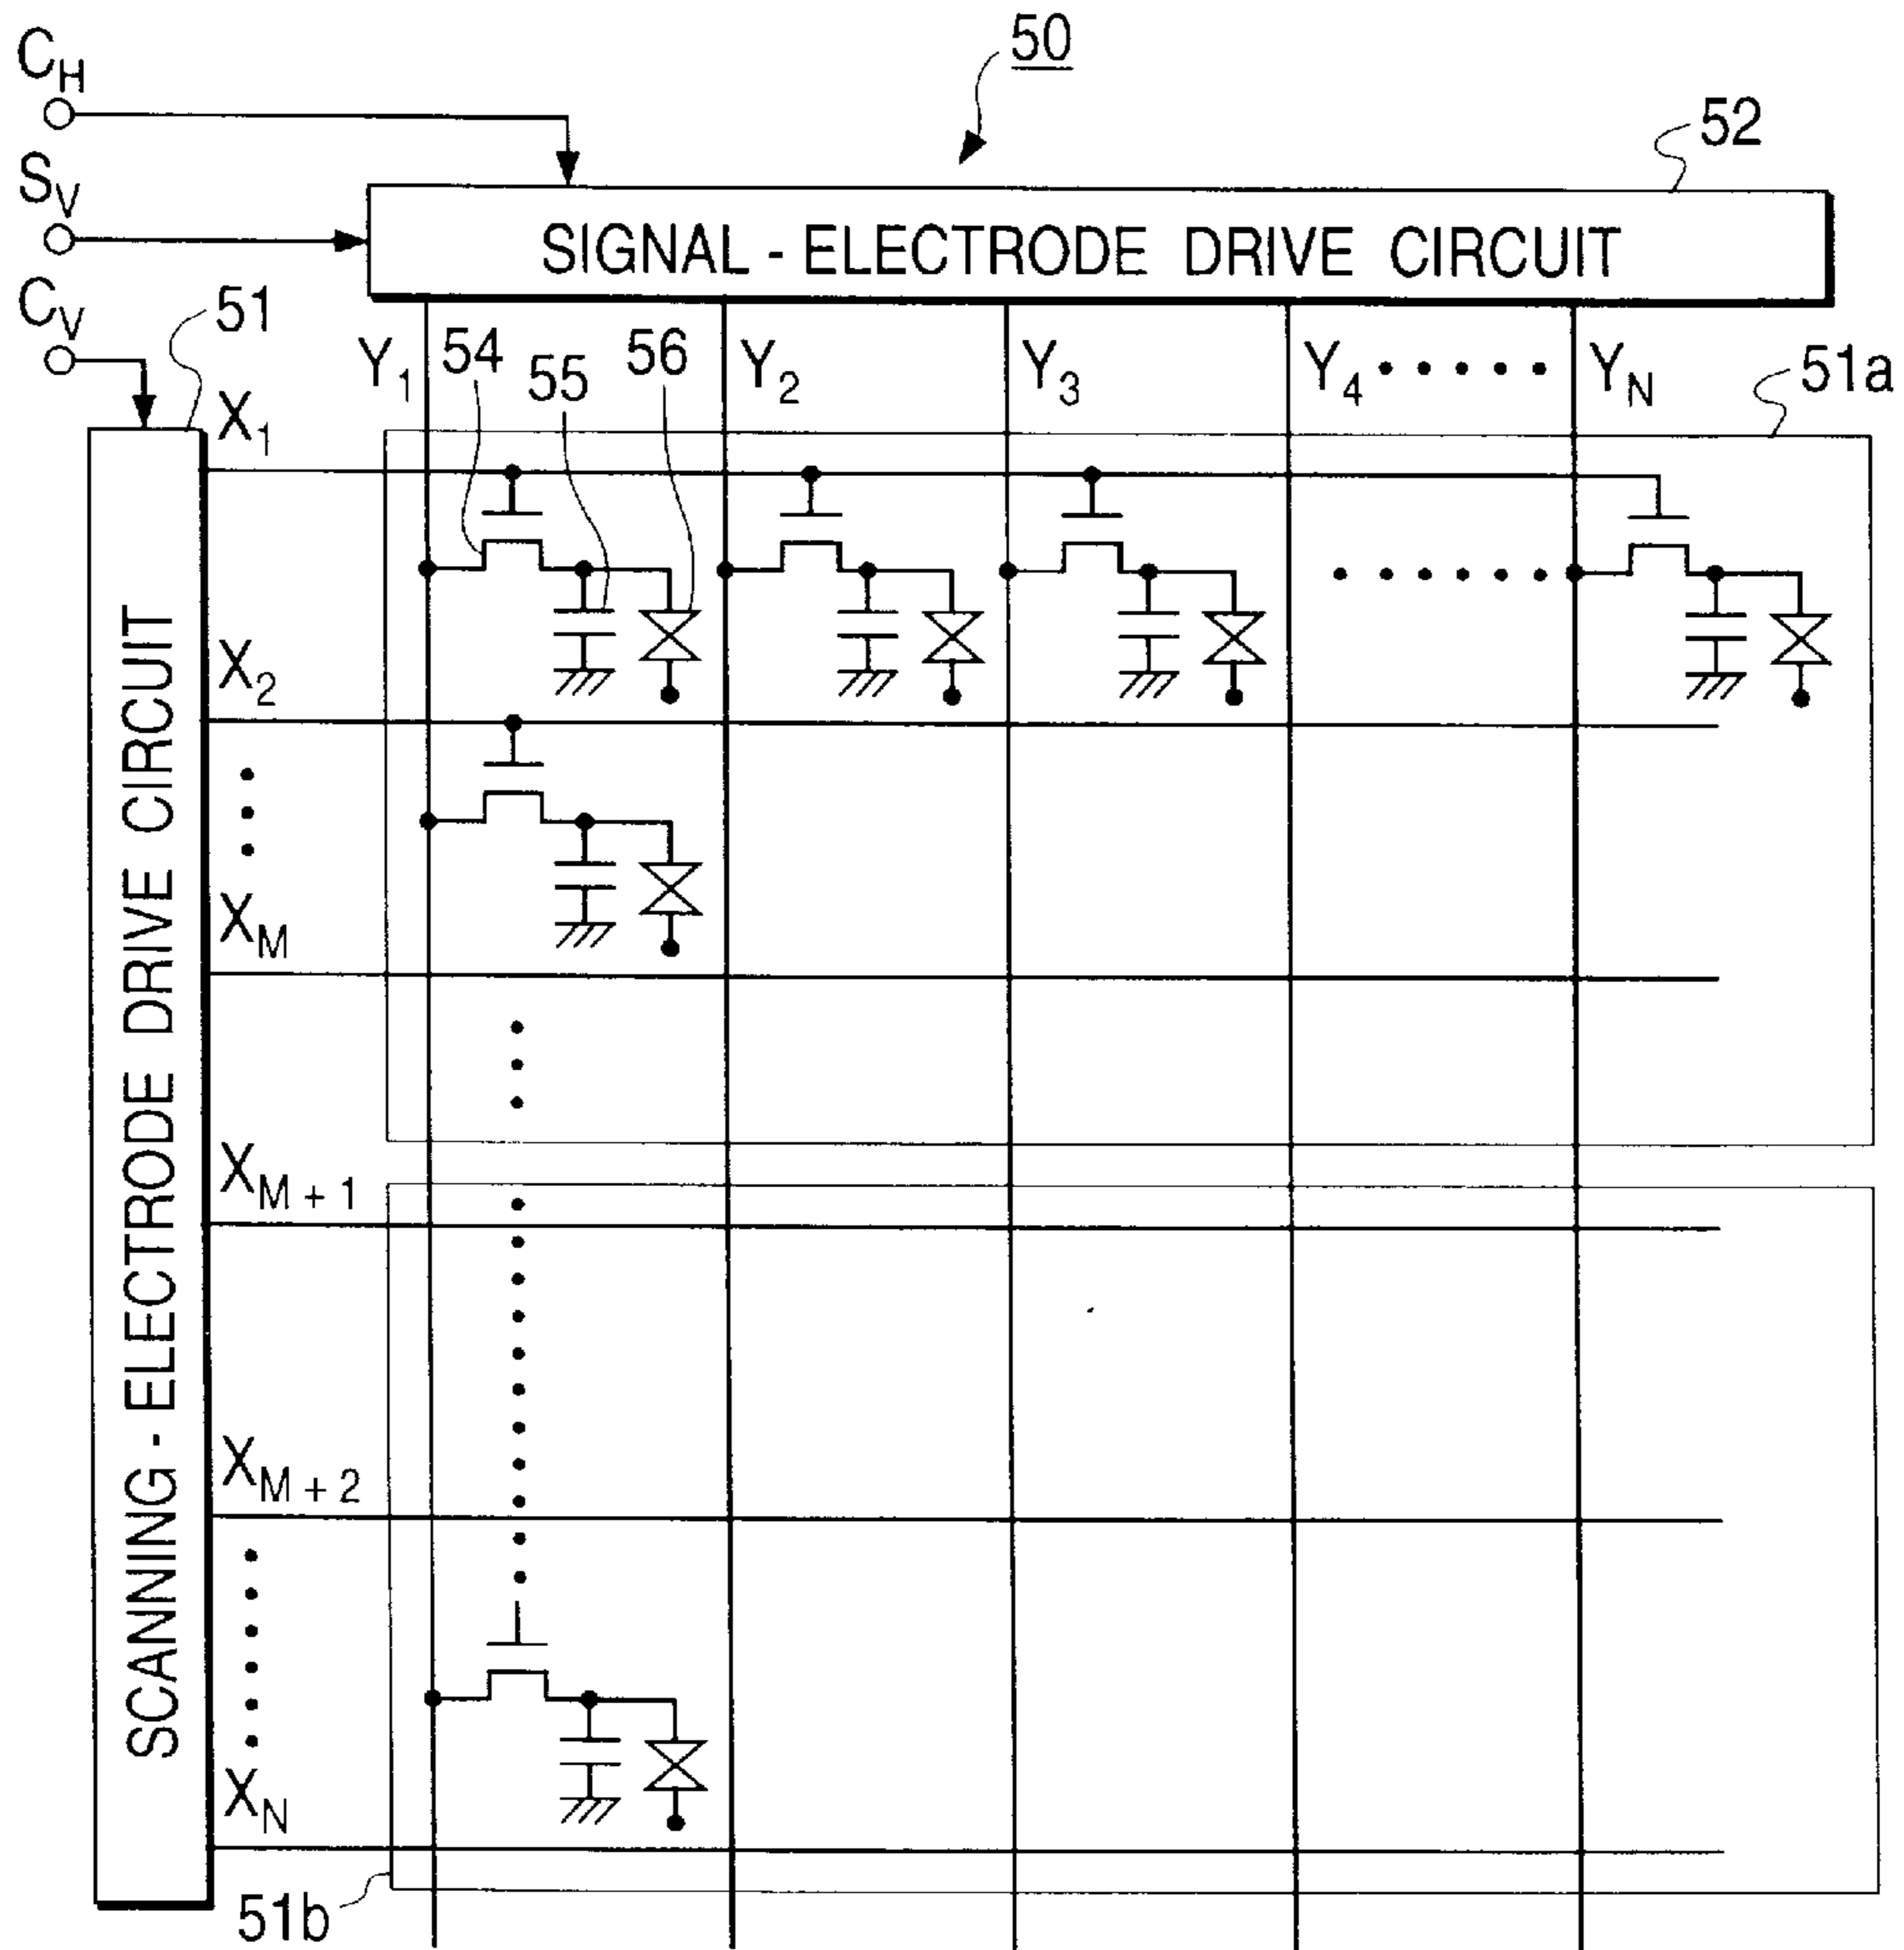 50
C_H
52
S_V
SIGNAL - ELECTRODE DRIVE CIRCUIT
C_V
51
Y_1 54 55 56 Y_2 Y_3 Y_4 • • • • • Y_N
51a
X_1
X_2
X_M
X_M + 1
X_M + 2
X_N
SCANNING - ELECTRODE DRIVE CIRCUIT
51b